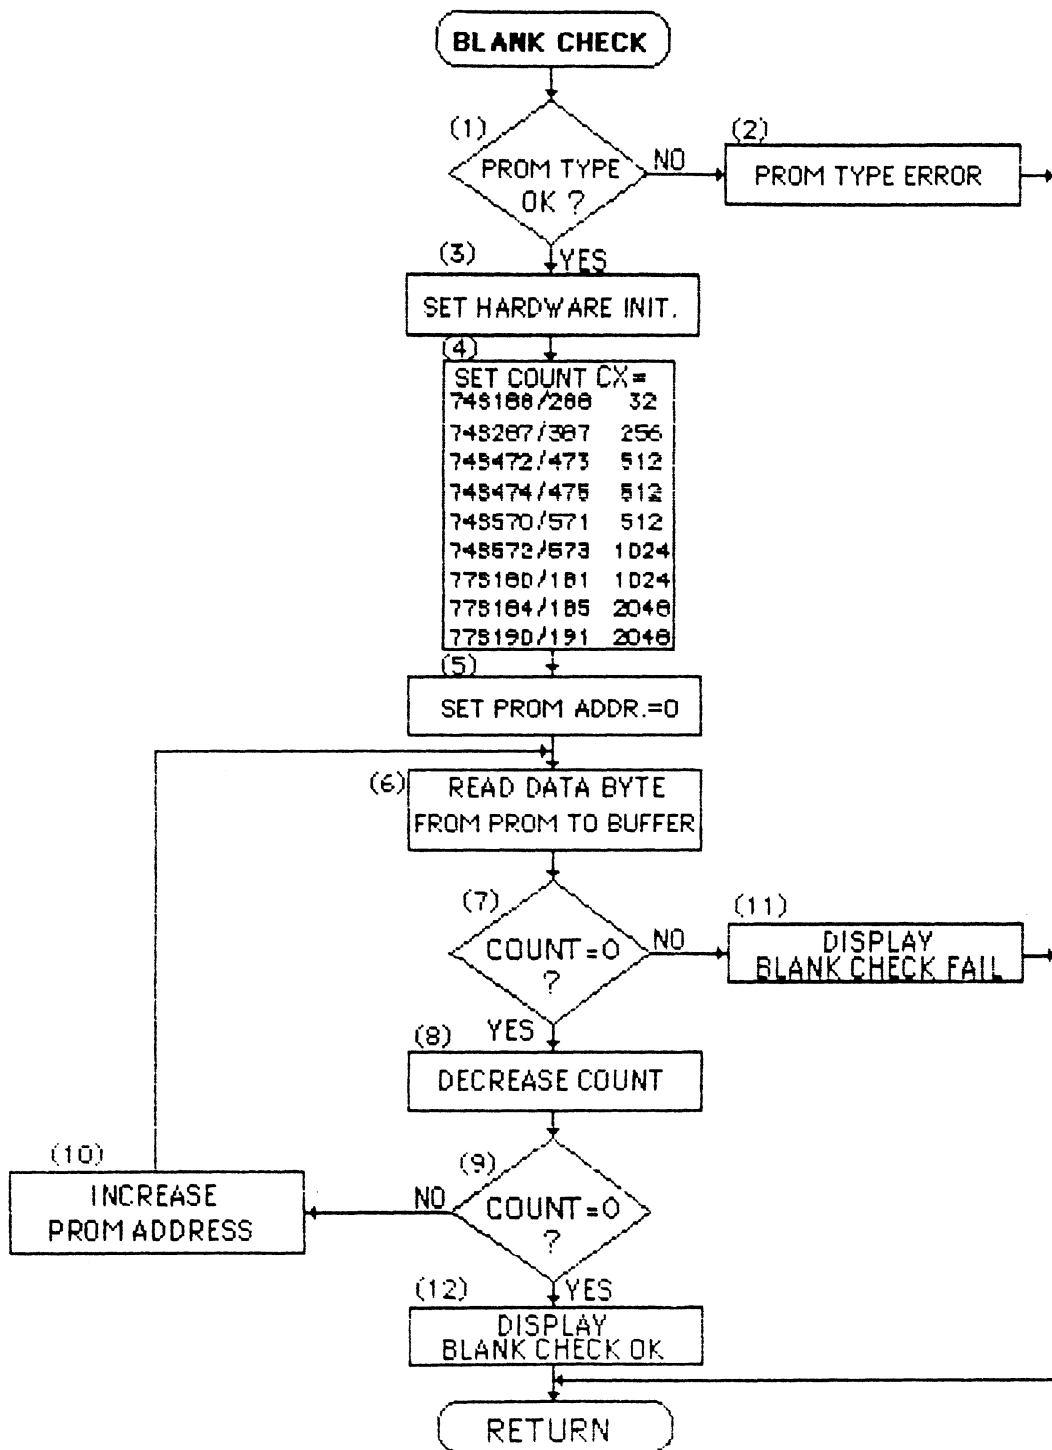 BLANK CHECK
(1)
PROM TYPE
OK ?
NO
(2)
PROM TYPE ERROR
YES
(3)
SET HARDWARE INIT.
(4)
SET COUNT CX=
74S188/288 32
74S287/387 256
74S472/473 512
74S474/475 512
74S570/571 512
74S572/573 1024
77S180/181 1024
77S184/185 2048
77S190/191 2048
(5)
SET PROM ADDR.=0
(6)
READ DATA BYTE
FROM PROM TO BUFFER
(7)
COUNT=0
?
NO
(11)
DISPLAY
BLANK CHECK FAIL
YES
(8)
DECREASE COUNT
(9)
COUNT=0
?
NO
(10)
INCREASE
PROM ADDRESS
YES
(12)
DISPLAY
BLANK CHECK OK
RETURN